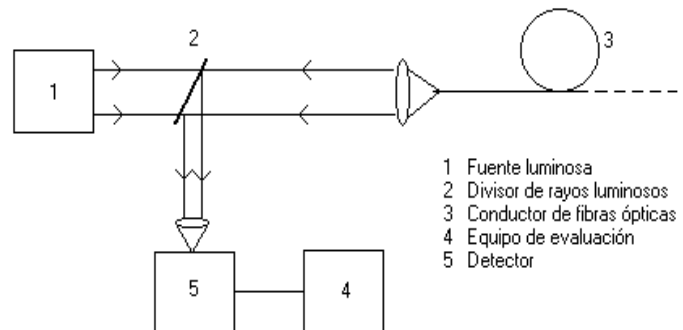 2
3
1
1 Fuente luminosa
2 Divisor de rayos luminosos
3 Conductor de fibras ópticas
4 Equipo de evaluación
5 Detector
5
4